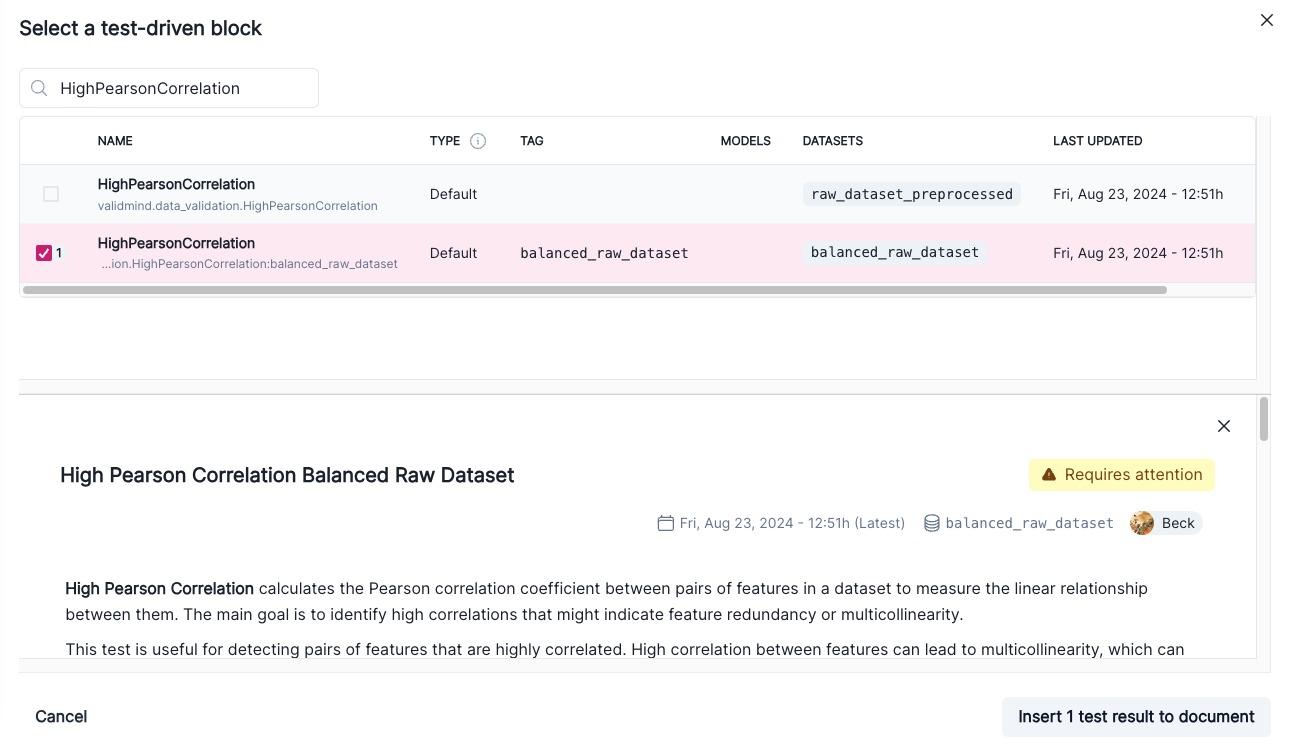 Select a test-driven block
HighPearsonCorrelation
NAME TYPE TAG MODELS DATASETS LAST UPDATED
HighPearsonCorrelation
validmind.data_validation.HighPearsonCorrelation
Default raw_dataset_preprocessed Fri, Aug 23, 2024 - 12:51h
1 HighPearsonCorrelation
...ion.HighPearsonCorrelation:balanced_raw_dataset
Default balanced_raw_dataset balanced_raw_dataset Fri, Aug 23, 2024 - 12:51h
High Pearson Correlation Balanced Raw Dataset Requires attention
Fri, Aug 23, 2024 - 12:51h (Latest) balanced_raw_dataset Beck
High Pearson Correlation calculates the Pearson correlation coefficient between pairs of features in a dataset to measure the linear relationship
between them. The main goal is to identify high correlations that might indicate feature redundancy or multicollinearity.
This test is useful for detecting pairs of features that are highly correlated. High correlation between features can lead to multicollinearity, which can
Cancel Insert 1 test result to document